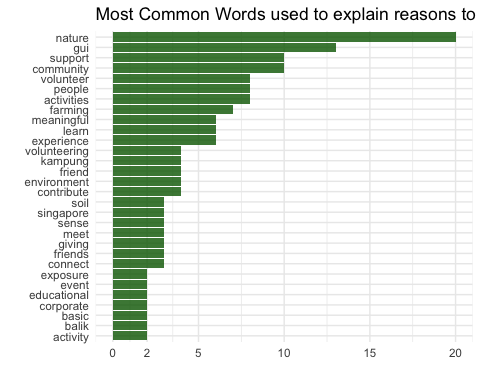 Most Common Words used to explain reasons to
nature
gui
support
community
volunteer
people
activities
farming
meaningful
learn
experience
volunteering
kampung
friend
environment
contribute
soil
singapore
sense
meet
giving
friends
connect
exposure
event
educational
corporate
basic
balik
activity
0 2 5 10 15 20